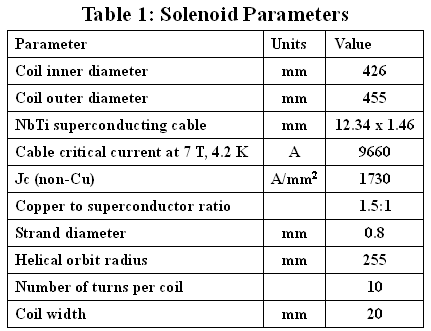 Table 1: Solenoid Parameters
Parameter Units Value
Coil inner diameter mm 426
Coil outer diameter mm 455
NbTi superconducting cable mm 12.34 x 1.46
Cable critical current at 7 T, 4.2 K A 9660
Jc (non-Cu) A/mm² 1730
Copper to superconductor ratio 1.5:1
Strand diameter mm 0.8
Helical orbit radius mm 255
Number of turns per coil 10
Coil width mm 20